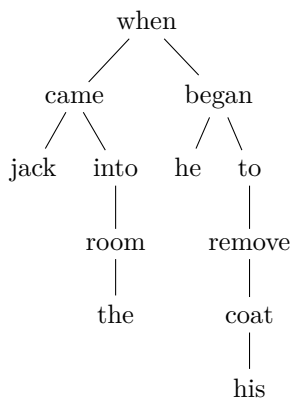 when
came began
jack into he to
room remove
the coat
his